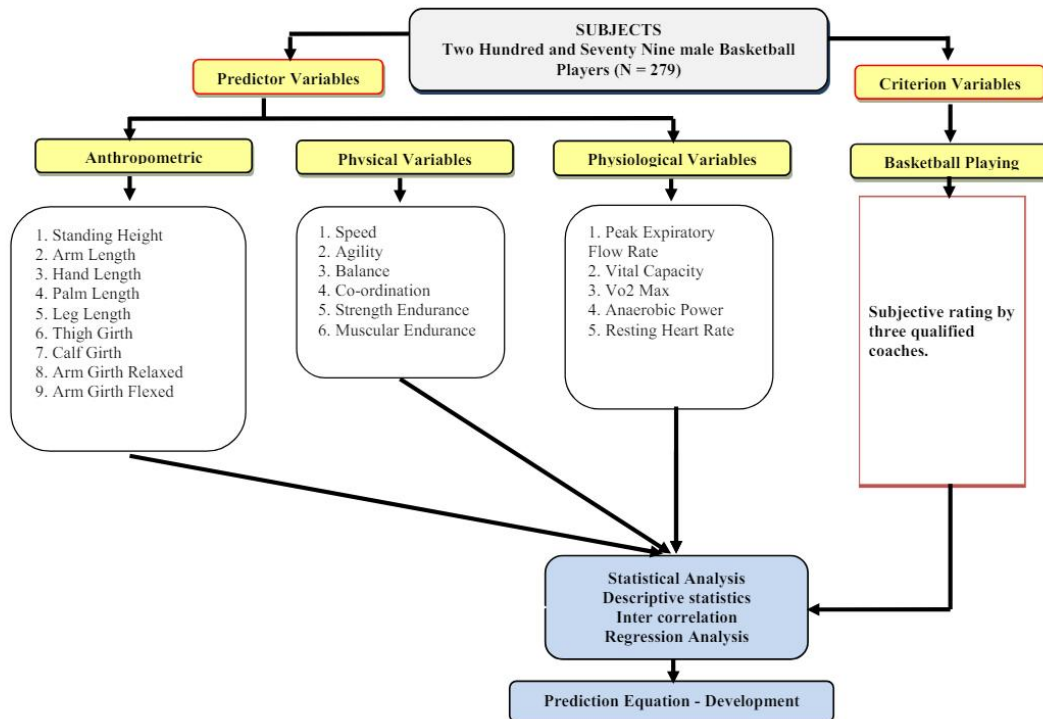 SUBJECTS
Two Hundred and Seventy Nine male Basketball
Players (N = 279)
Predictor Variables
Criterion Variables
Anthropometric
Physical Variables
Physiological Variables
Basketball Playing
1. Standing Height
2. Arm Length
3. Hand Length
4. Palm Length
5. Leg Length
6. Thigh Girth
7. Calf Girth
8. Arm Girth Relaxed
9. Arm Girth Flexed
1. Speed
2. Agility
3. Balance
4. Co-ordination
5. Strength Endurance
6. Muscular Endurance
1. Peak Expiratory
Flow Rate
2. Vital Capacity
3. Vo2 Max
4. Anaerobic Power
5. Resting Heart Rate
Subjective rating by
three qualified
coaches.
Statistical Analysis
Descriptive statistics
Inter correlation
Regression Analysis
Prediction Equation - Development